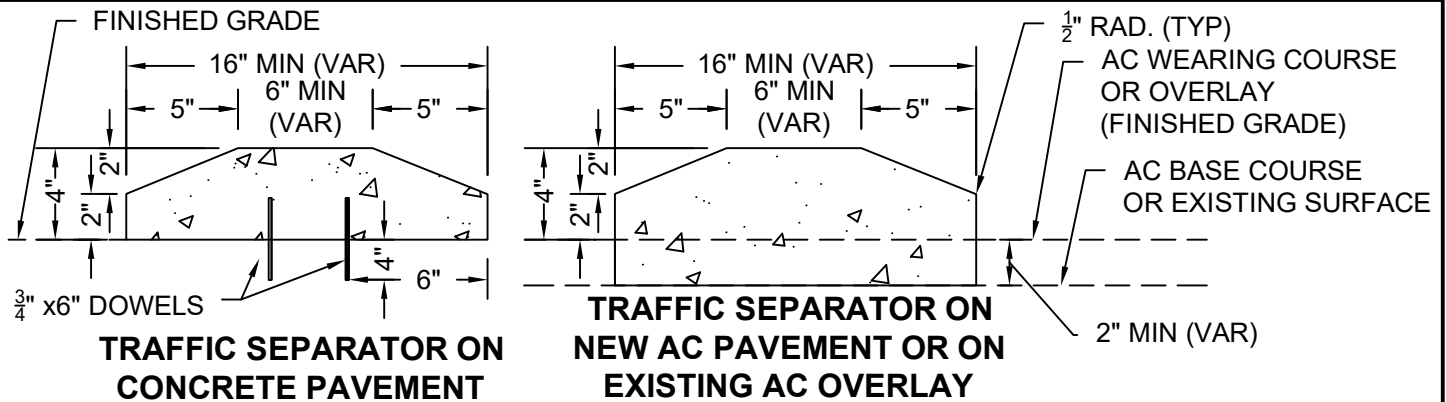 FINISHED GRADE
16" MIN (VAR)
5"
6" MIN
(VAR)
5"
4"
2"
2"
4"
6"
¾" x6" DOWELS
TRAFFIC SEPARATOR ON
CONCRETE PAVEMENT
16" MIN (VAR)
5"
6" MIN
(VAR)
5"
4"
2"
2"
½" RAD. (TYP)
AC WEARING COURSE
OR OVERLAY
(FINISHED GRADE)
AC BASE COURSE
OR EXISTING SURFACE
2" MIN (VAR)
TRAFFIC SEPARATOR ON
NEW AC PAVEMENT OR ON
EXISTING AC OVERLAY